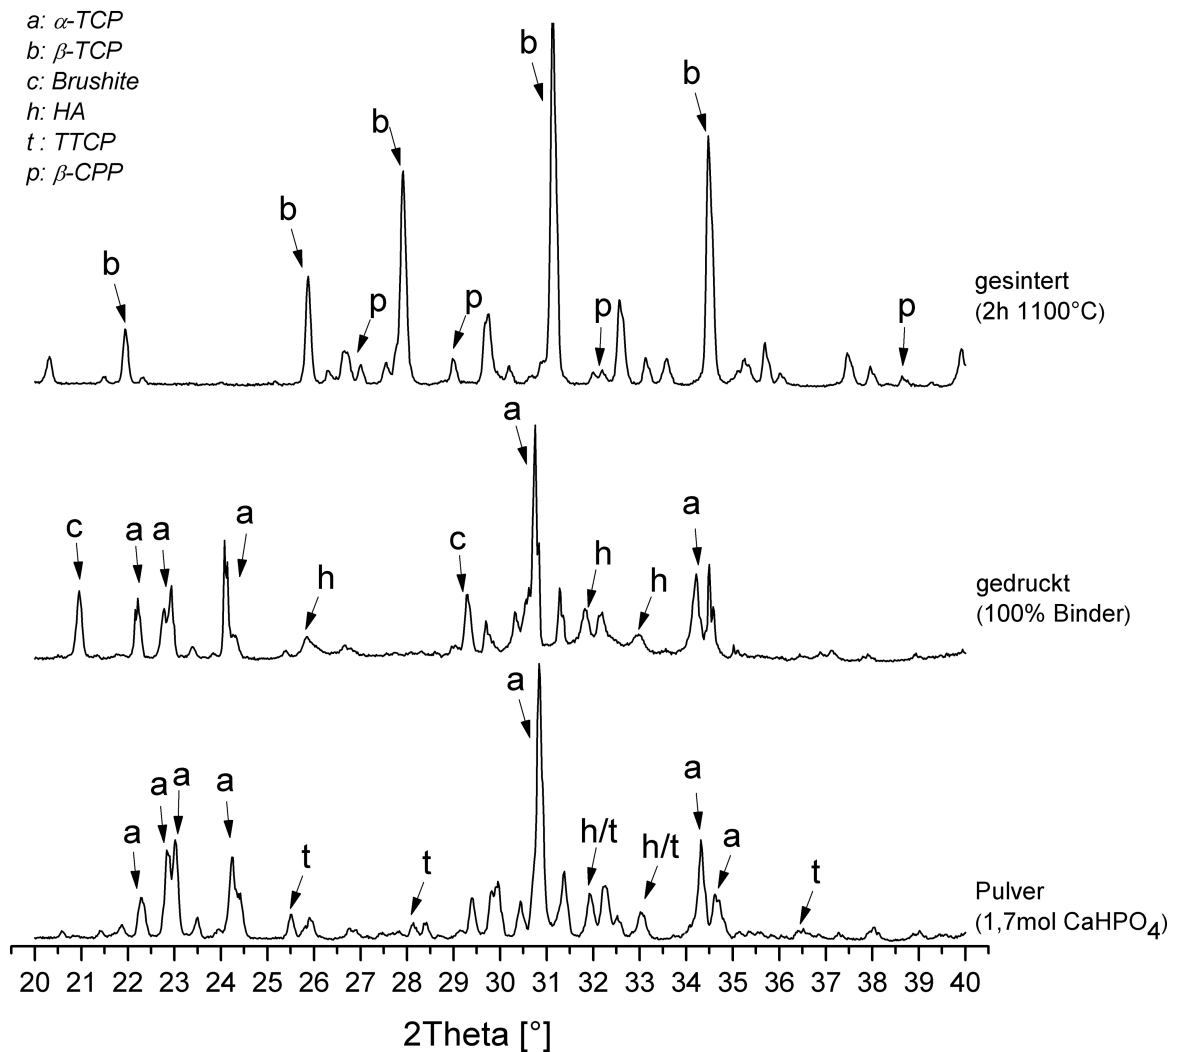 a: α-TCP
b: β-TCP
c: Brushite
h: HA
t : TTCP
p: β-CPP
b
b
b
b
b
p
p
p
p
gesintert
(2h 1100°C)
a
c
a
a
a
h
c
h
h
a
gedruckt
(100% Binder)
a
a
a
a
a
t
t
h/t
h/t
a
a
t
Pulver
(1,7mol CaHPO₄)
20 21 22 23 24 25 26 27 28 29 30 31 32 33 34 35 36 37 38 39 40
2Theta [°]